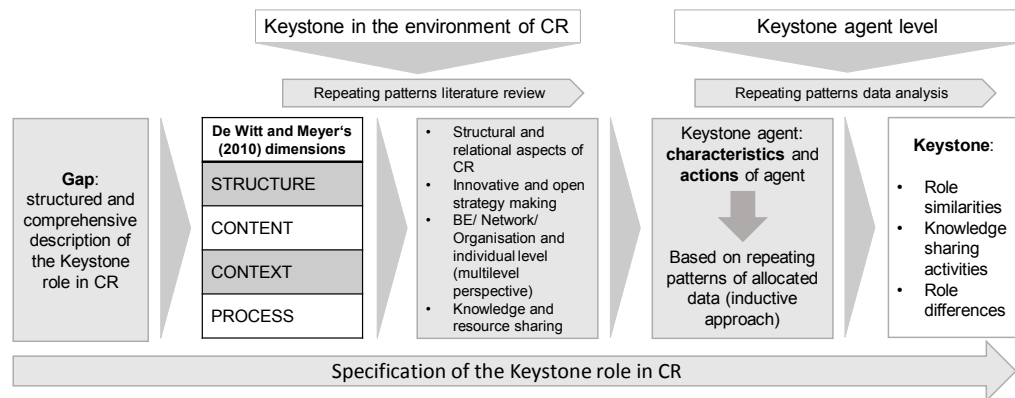 Keystone in the environment of CR
Keystone agent level
Repeating patterns literature review
Repeating patterns data analysis
Gap:
structured and
comprehensive
description of
the Keystone
role in CR
De Witt and Meyer's
(2010) dimensions
STRUCTURE
CONTENT
CONTEXT
PROCESS
• Structural and
relational aspects of
CR
• Innovative and open
strategy making
• BE/ Network/
Organisation and
individual level
(multilevel
perspective)
• Knowledge and
resource sharing
Keystone agent:
characteristics and
actions of agent
Based on repeating
patterns of allocated
data (inductive
approach)
Keystone:
• Role
similarities
• Knowledge
sharing
activities
• Role
differences
Specification of the Keystone role in CR